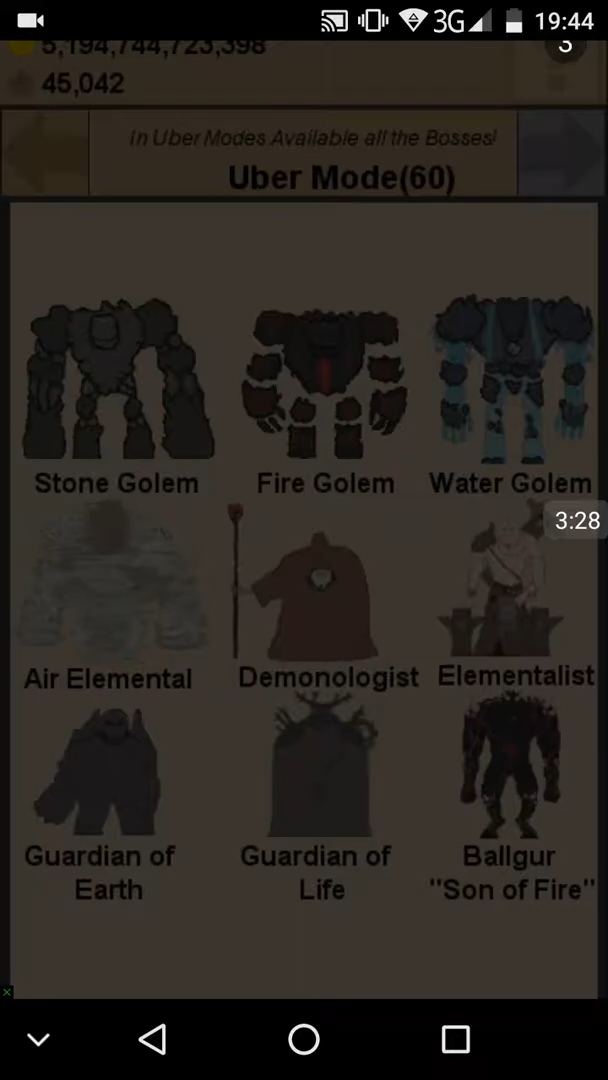 3G 19:44
5,194,744,723,398
3
45,042
In Uber Modes Available all the Bosses!
Uber Mode(60)
Stone Golem Fire Golem Water Golem
3:28
Air Elemental Demonologist Elementalist
Guardian of Earth
Guardian of Life
Ballgur
"Son of Fire"